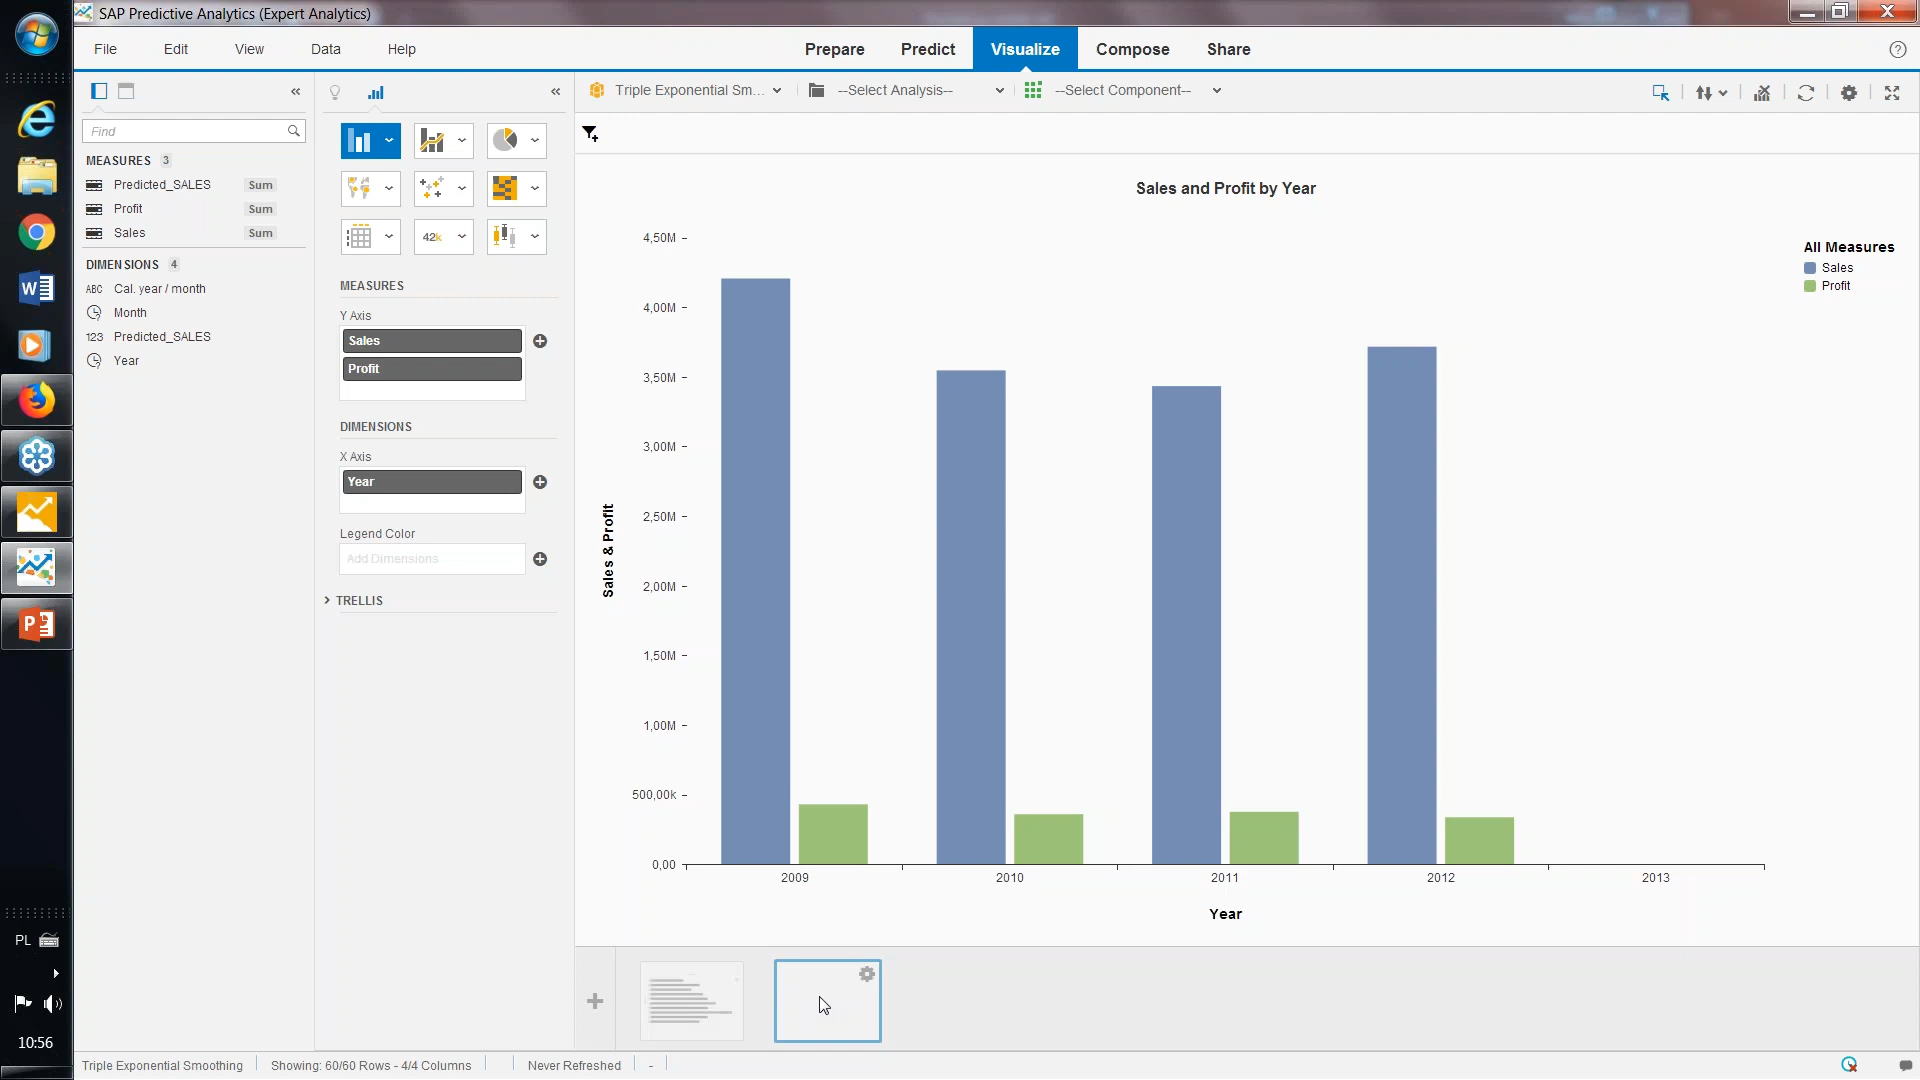 SAP Predictive Analytics (Expert Analytics)
File Edit View Data Help
Prepare Predict Visualize Compose Share
Find
MEASURES 3
Predicted_SALES Sum
Profit Sum
Sales Sum
DIMENSIONS 4
ABC Cal. year / month
Month
123 Predicted_SALES
Year
42k
MEASURES
Y Axis
Sales
Profit
DIMENSIONS
X Axis
Year
Legend Color
Add Dimensions
TRELLIS
Triple Exponential Sm... --Select Analysis-- --Select Component--
Sales and Profit by Year
All Measures
Sales
Profit
4,50M
4,00M
3,50M
3,00M
2,50M
2,00M
1,50M
1,00M
500,00k
0,00
Sales & Profit
2009 2010 2011 2012 2013
Year
Triple Exponential Smoothing Showing: 60/60 Rows - 4/4 Columns Never Refreshed -
PL
10:56